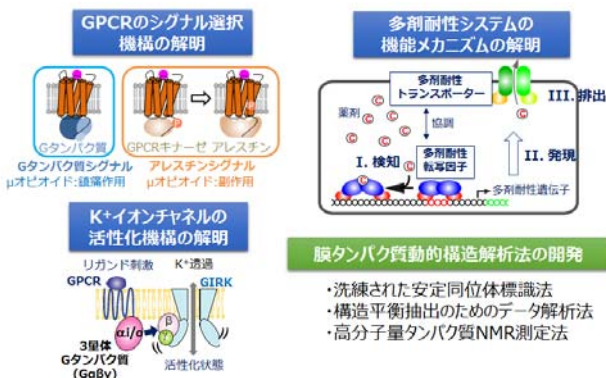 GPCRのシグナル選択
機構の解明
Gタンパク質
GPCRキナーゼ アレスチン
Gタンパク質シグナル
μオピオイド:鎮痛作用
アレスチンシグナル
μオピオイド:副作用
多剤耐性システムの
機能メカニズムの解明
多剤耐性
トランスポーター
III. 排出
薬剤
協調
C
C
C
C
C
C
I. 検知
多剤耐性
転写因子
II. 発現
多剤耐性遺伝子
K+イオンチャネルの
活性化機構の解明
リガンド刺激
K+透過
GPCR
GIRK
αi/o
β
γ
3量体
Gタンパク質
(Gαβγ)
活性化状態
膜タンパク質動的構造解析法の開発
・洗練された安定同位体標識法
・構造平衡抽出のためのデータ解析法
・高分子量タンパク質NMR測定法